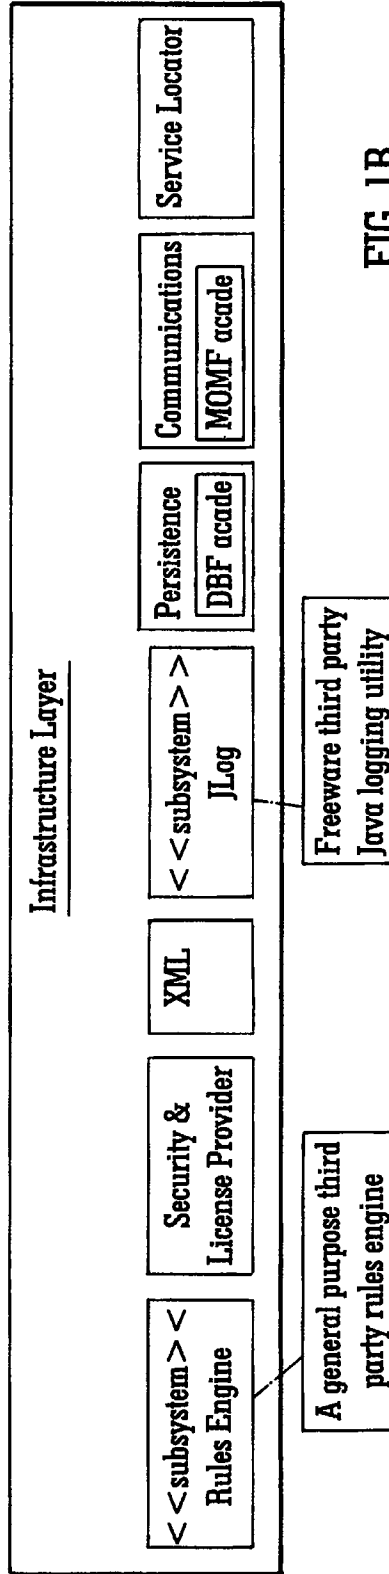 Infrastructure Layer
< <subsystem> <
Rules Engine
Security &
License Provider
XML
< <subsystem> >
JLog
Persistence
DBF acade
Communications
MOMF acade
Service Locator
A general purpose third
party rules engine
Freeware third party
Java logging utility
FIG. 1B